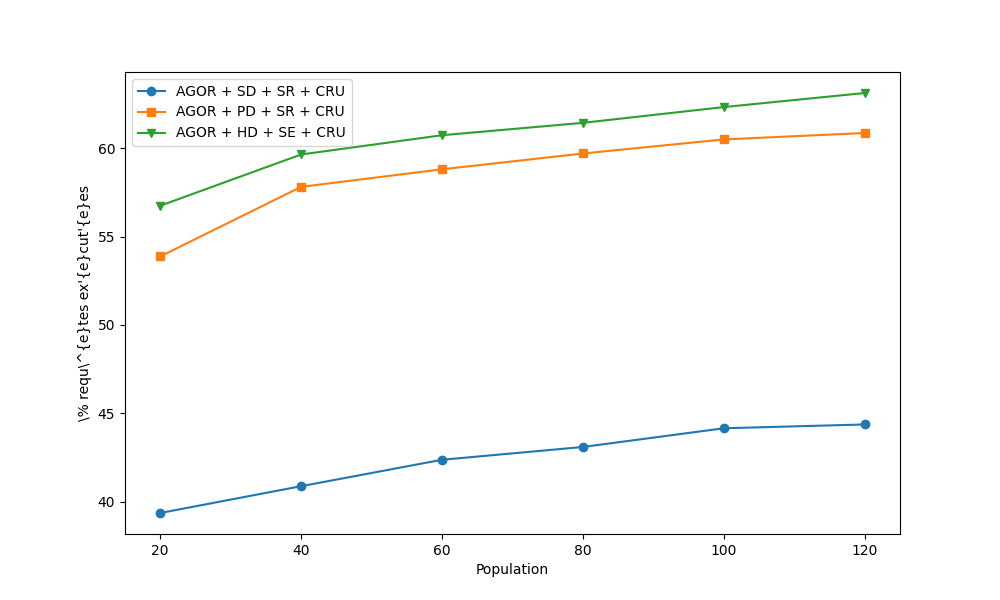 AGOR + SD + SR + CRU
AGOR + PD + SR + CRU
AGOR + HD + SE + CRU
60
55
50
45
40
\% requ\^{e}tes ex'{e}cut'{e}es
20
40
60
80
100
120
Population